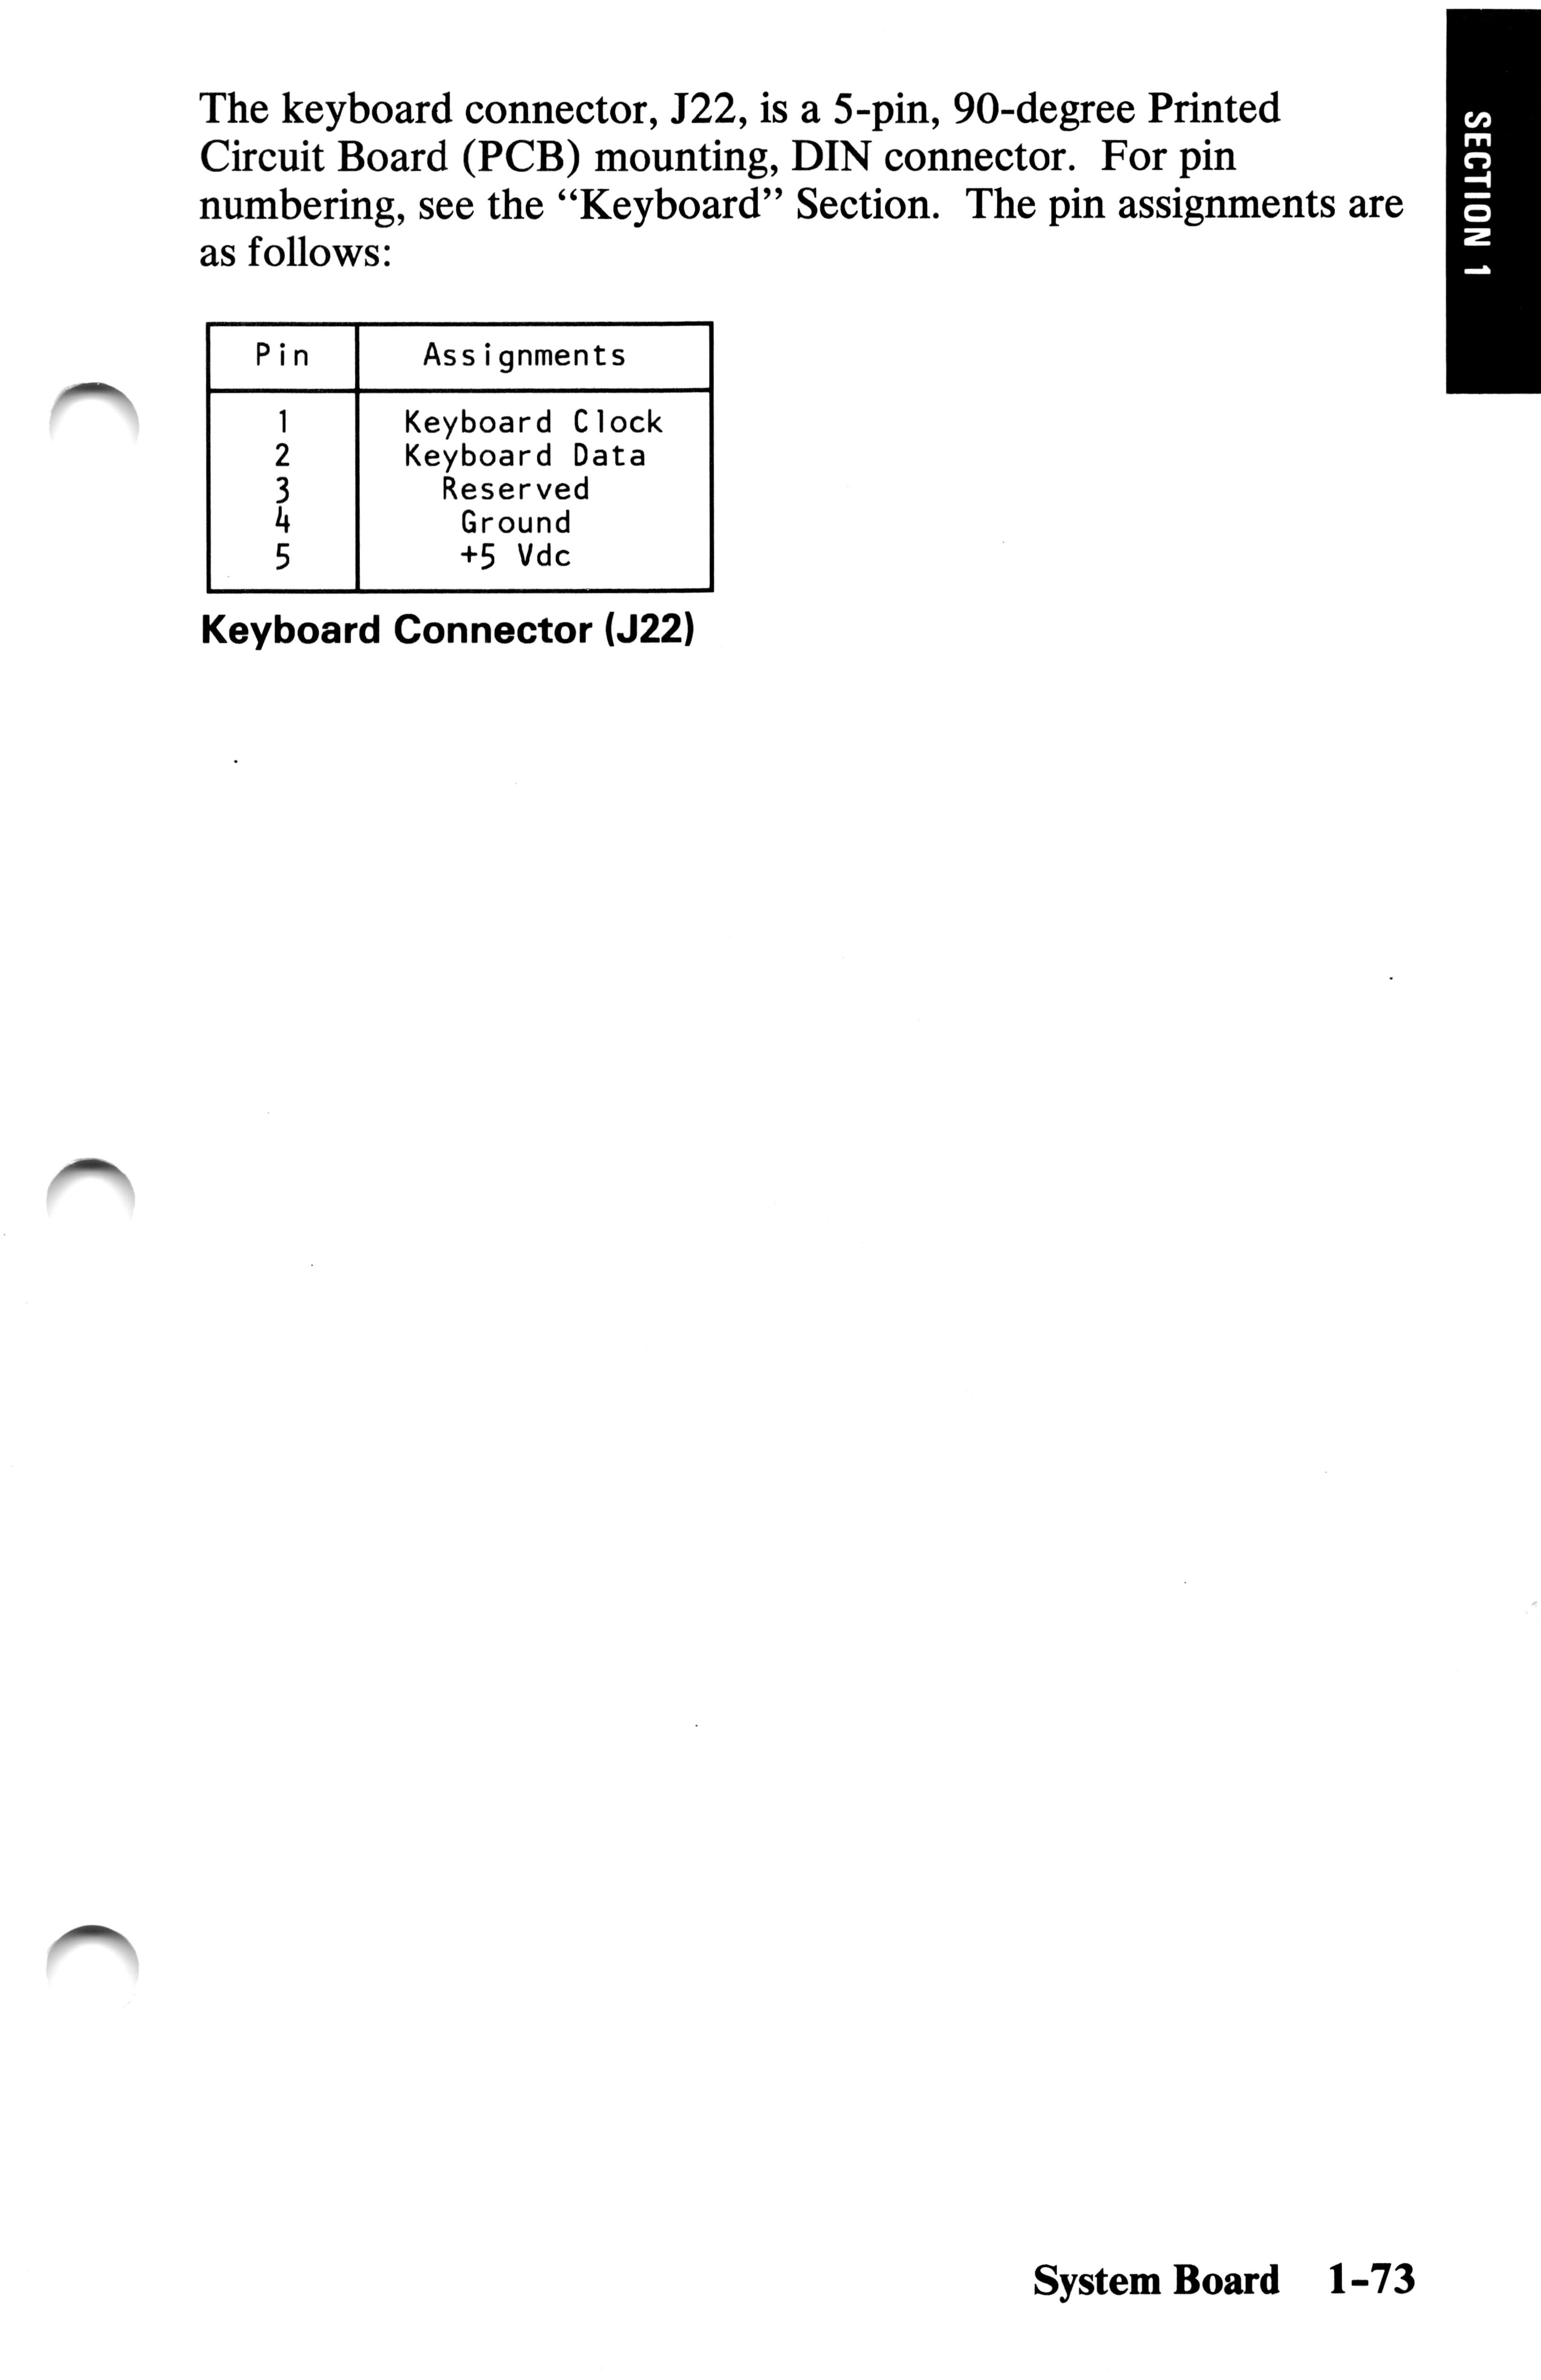 The keyboard connector, J22, is a 5-pin, 90-degree Printed
Circuit Board (PCB) mounting, DIN connector. For pin
numbering, see the “Keyboard” Section. The pin assignments are
as follows:
SECTION 1
Pin Assignments
1 Keyboard Clock
2 Keyboard Data
3 Reserved
4 Ground
5 +5 Vdc
Keyboard Connector (J22)
System Board 1-73